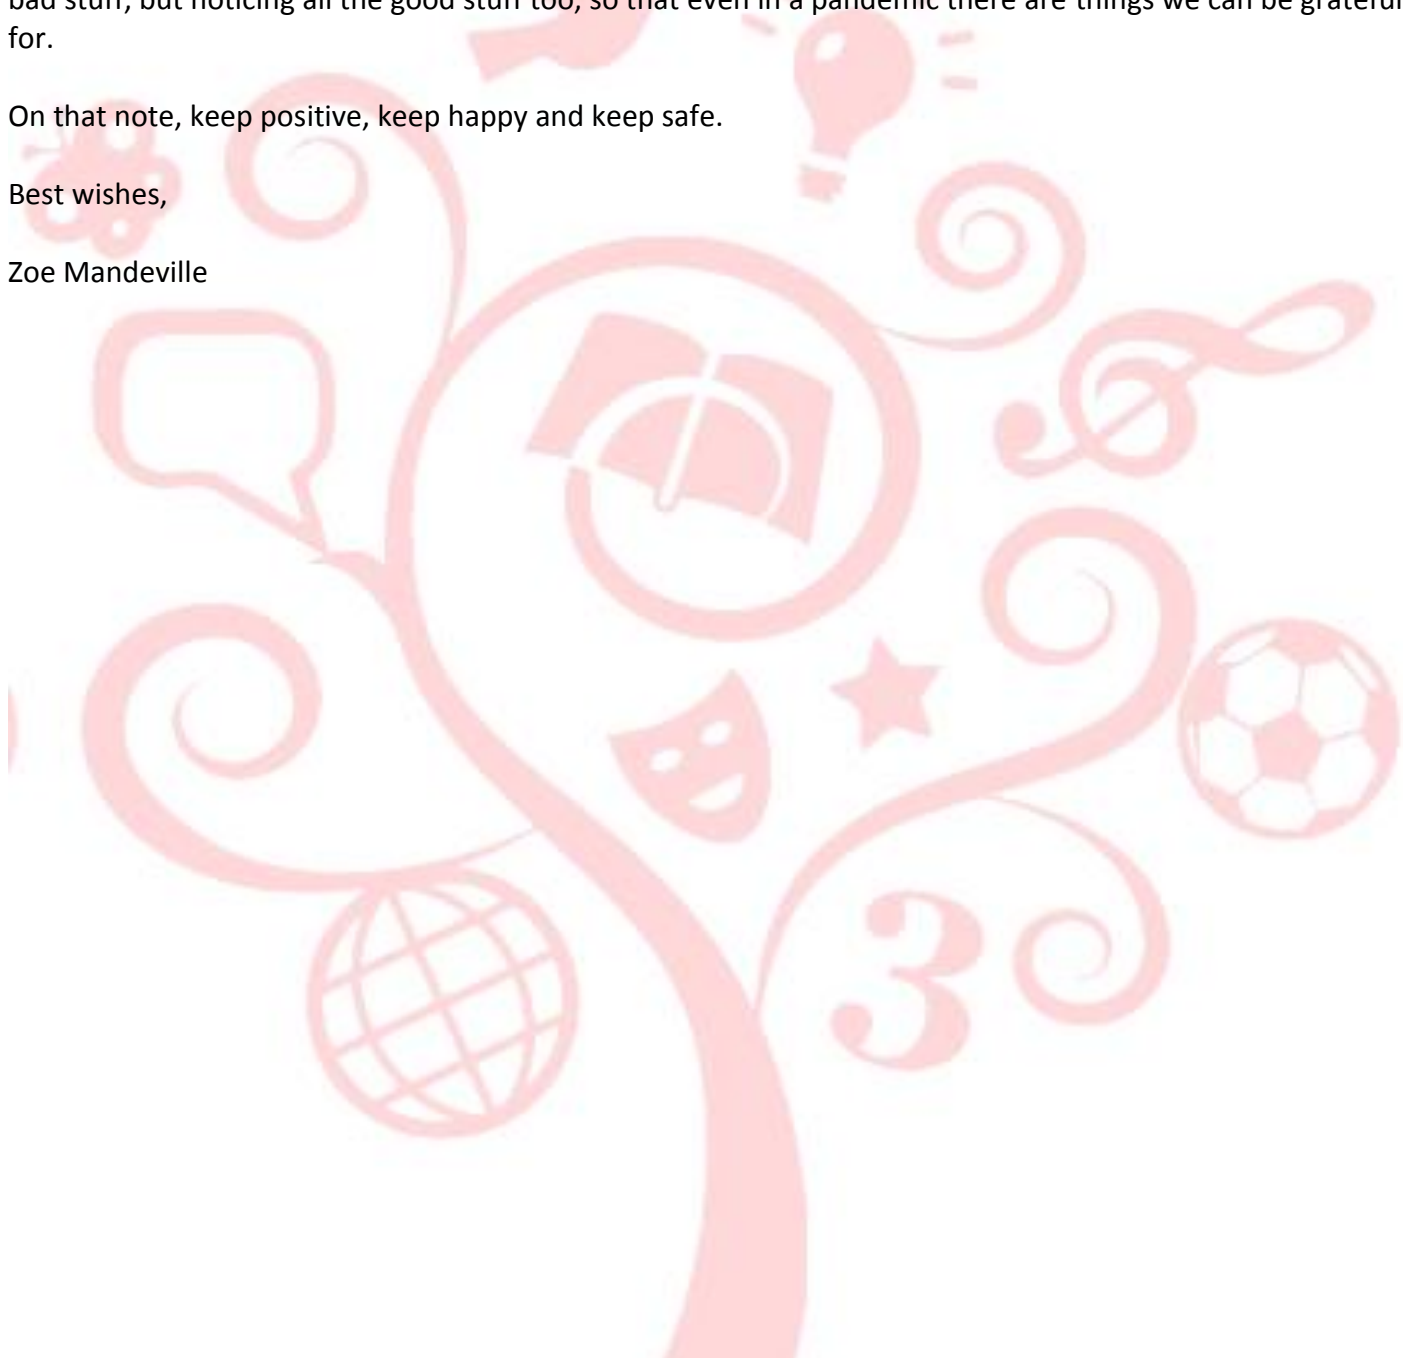 bad stuff, but noticing all the good stuff too, so that even in a pandemic there are things we can be grateful
for.
On that note, keep positive, keep happy and keep safe.
Best wishes,
Zoe Mandeville
3